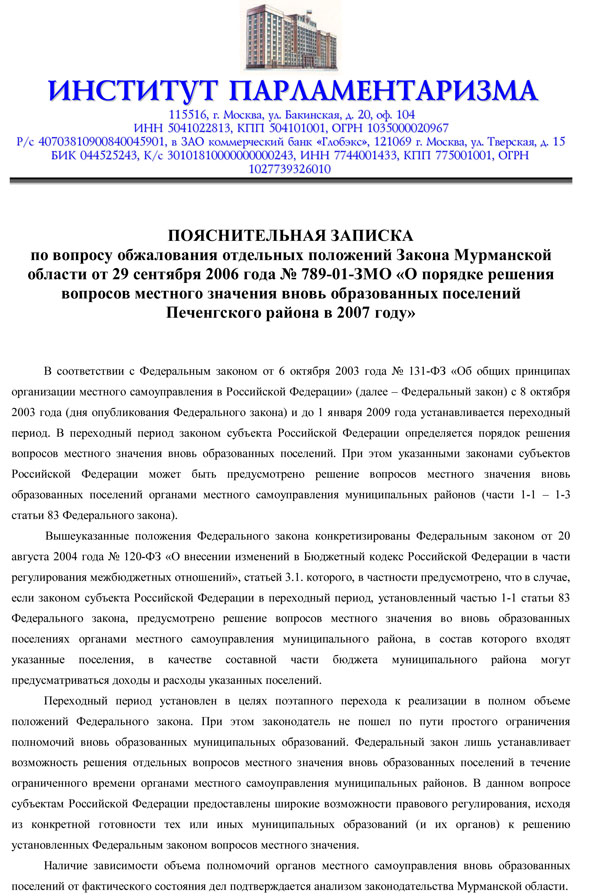 ИНСТИТУТ ПАРЛАМЕНТАРИЗМА
115516, г. Москва, ул. Бакинская, д. 20, оф. 104
ИНН 5041022813, КПП 504101001, ОГРН 1035000020967
Р/с 40703810900840045901, в ЗАО коммерческий банк «Глобэкс», 121069 г. Москва, ул. Тверская, д. 15
БИК 044525243, К/с 30101810000000000243, ИНН 7744001433, КПП 775001001, ОГРН
1027739326010
ПОЯСНИТЕЛЬНАЯ ЗАПИСКА
по вопросу обжалования отдельных положений Закона Мурманской
области от 29 сентября 2006 года № 789-01-ЗМО «О порядке решения
вопросов местного значения вновь образованных поселений
Печенгского района в 2007 году»
В соответствии с Федеральным законом от 6 октября 2003 года № 131-ФЗ «Об общих принципах
организации местного самоуправления в Российской Федерации» (далее – Федеральный закон) с 8 октября
2003 года (дня опубликования Федерального закона) и до 1 января 2009 года устанавливается переходный
период. В переходный период законом субъекта Российской Федерации определяется порядок решения
вопросов местного значения вновь образованных поселений. При этом указанными законами субъектов
Российской Федерации может быть предусмотрено решение вопросов местного значения вновь
образованных поселений органами местного самоуправления муниципальных районов (части 1-1 – 1-3
статьи 83 Федерального закона).
Вышеуказанные положения Федерального закона конкретизированы Федеральным законом от 20
августа 2004 года № 120-ФЗ «О внесении изменений в Бюджетный кодекс Российской Федерации в части
регулирования межбюджетных отношений», статьей 3.1. которого, в частности предусмотрено, что в случае,
если законом субъекта Российской Федерации в переходный период, установленный частью 1-1 статьи 83
Федерального закона, предусмотрено решение вопросов местного значения во вновь образованных
поселениях органами местного самоуправления муниципального района, в состав которого входят
указанные поселения, в качестве составной части бюджета муниципального района могут
предусматриваться доходы и расходы указанных поселений.
Переходный период установлен в целях поэтапного перехода к реализации в полном объеме
положений Федерального закона. При этом законодатель не пошел по пути простого ограничения
полномочий вновь образованных муниципальных образований. Федеральный закон лишь устанавливает
возможность решения отдельных вопросов местного значения вновь образованных поселений в течение
ограниченного времени органами местного самоуправления муниципальных районов. В данном вопросе
субъектам Российской Федерации предоставлены широкие возможности правового регулирования, исходя
из конкретной готовности тех или иных муниципальных образований (и их органов) к решению
установленных Федеральным законом вопросов местного значения.
Наличие зависимости объема полномочий органов местного самоуправления вновь образованных
поселений от фактического состояния дел подтверждается анализом законодательства Мурманской области.